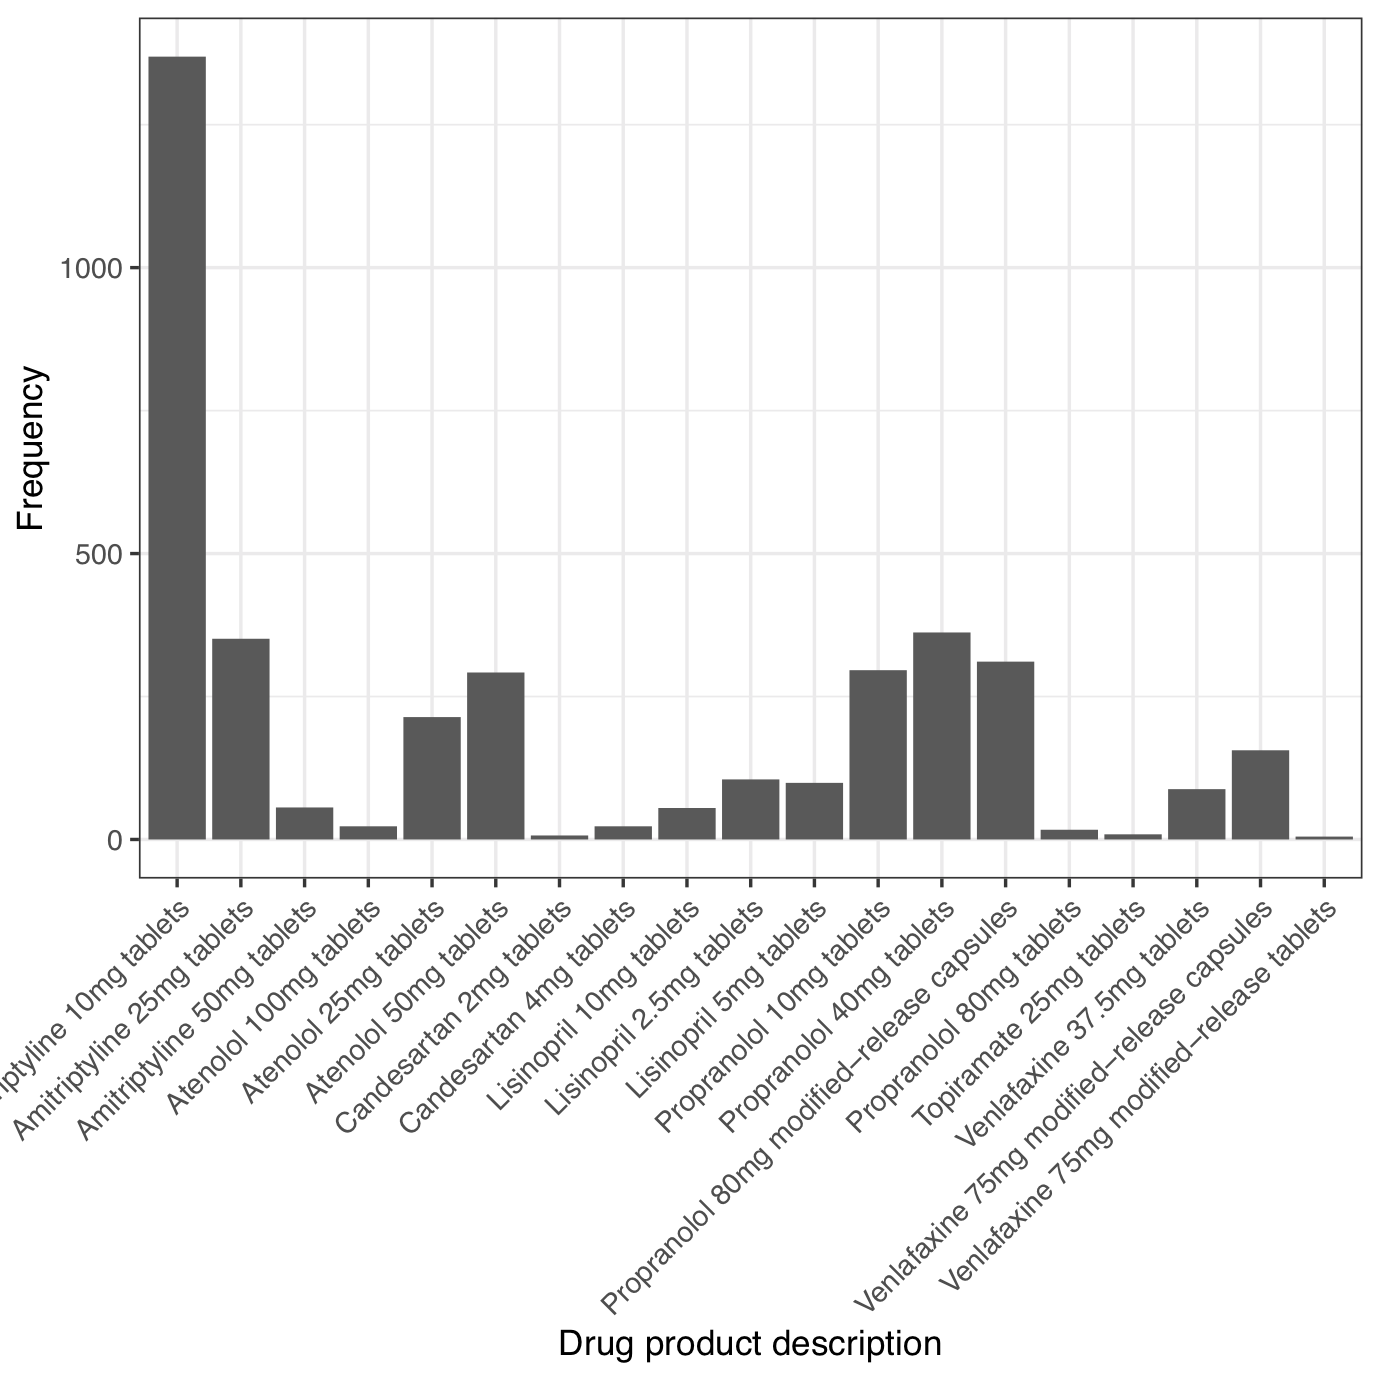 Frequency
1000
500
0
riptyline 10mg tablets
Amitriptyline 25mg tablets
Amitriptyline 50mg tablets
Atenolol 100mg tablets
Atenolol 25mg tablets
Atenolol 50mg tablets
Candesartan 2mg tablets
Candesartan 4mg tablets
Lisinopril 10mg tablets
Lisinopril 2.5mg tablets
Lisinopril 5mg tablets
Propranolol 10mg tablets
Propranolol 40mg tablets
Propranolol 80mg modified−release capsules
Propranolol 80mg tablets
Topiramate 25mg tablets
Venlafaxine 37.5mg tablets
Venlafaxine 75mg modified−release capsules
Venlafaxine 75mg modified−release tablets
Drug product description